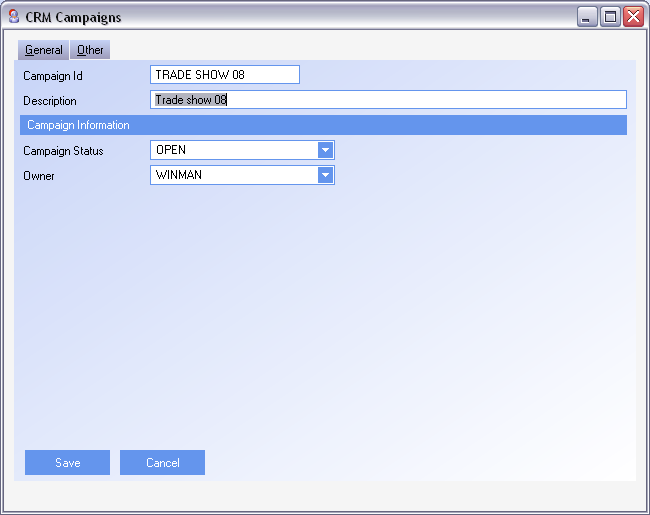 CRM Campaigns
General Other
Campaign Id TRADE SHOW 08
Description Trade show 08
Campaign Information
Campaign Status OPEN
Owner WINMAN
Save Cancel